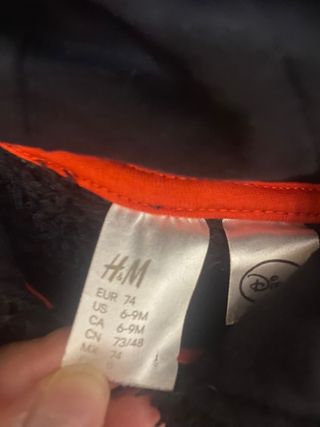 H&M
EUR 74
US 6-9M
CA 6-9M
CN 73/48
MX 74